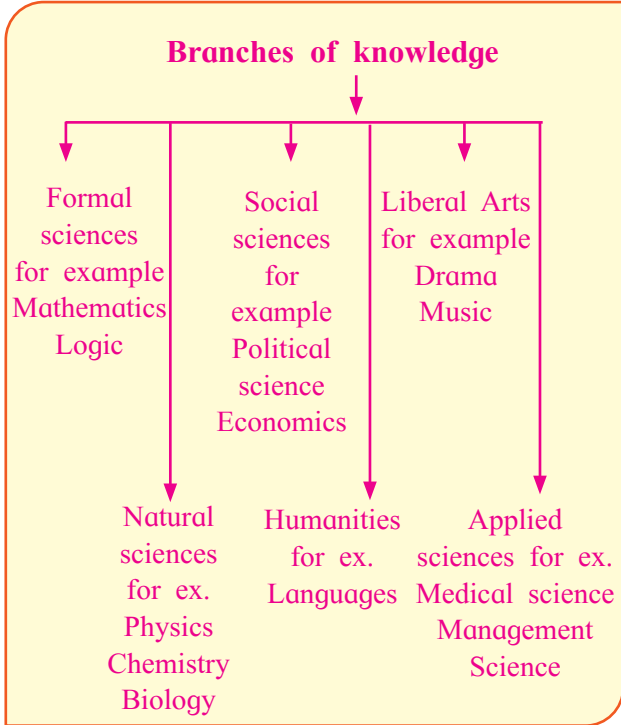 Branches of knowledge
Formal
sciences
for example
Mathematics
Logic
Social
sciences
for
example
Political
science
Economics
Liberal Arts
for example
Drama
Music
Natural
sciences
for ex.
Physics
Chemistry
Biology
Humanities
for ex.
Languages
Applied
sciences for ex.
Medical science
Management
Science